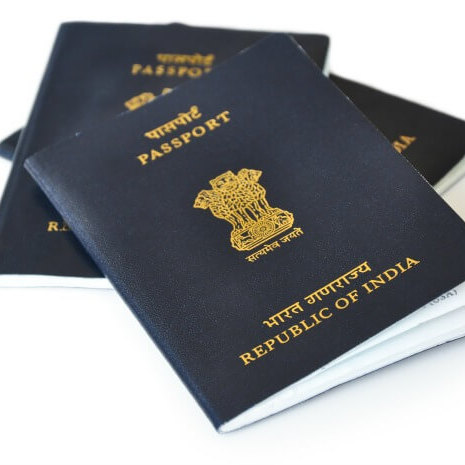 पासपोर्ट
PASSPORT
पासपोर्ट
PASSPORT
सत्यमेव जयते
भारत गणराज्य
REPUBLIC OF INDIA